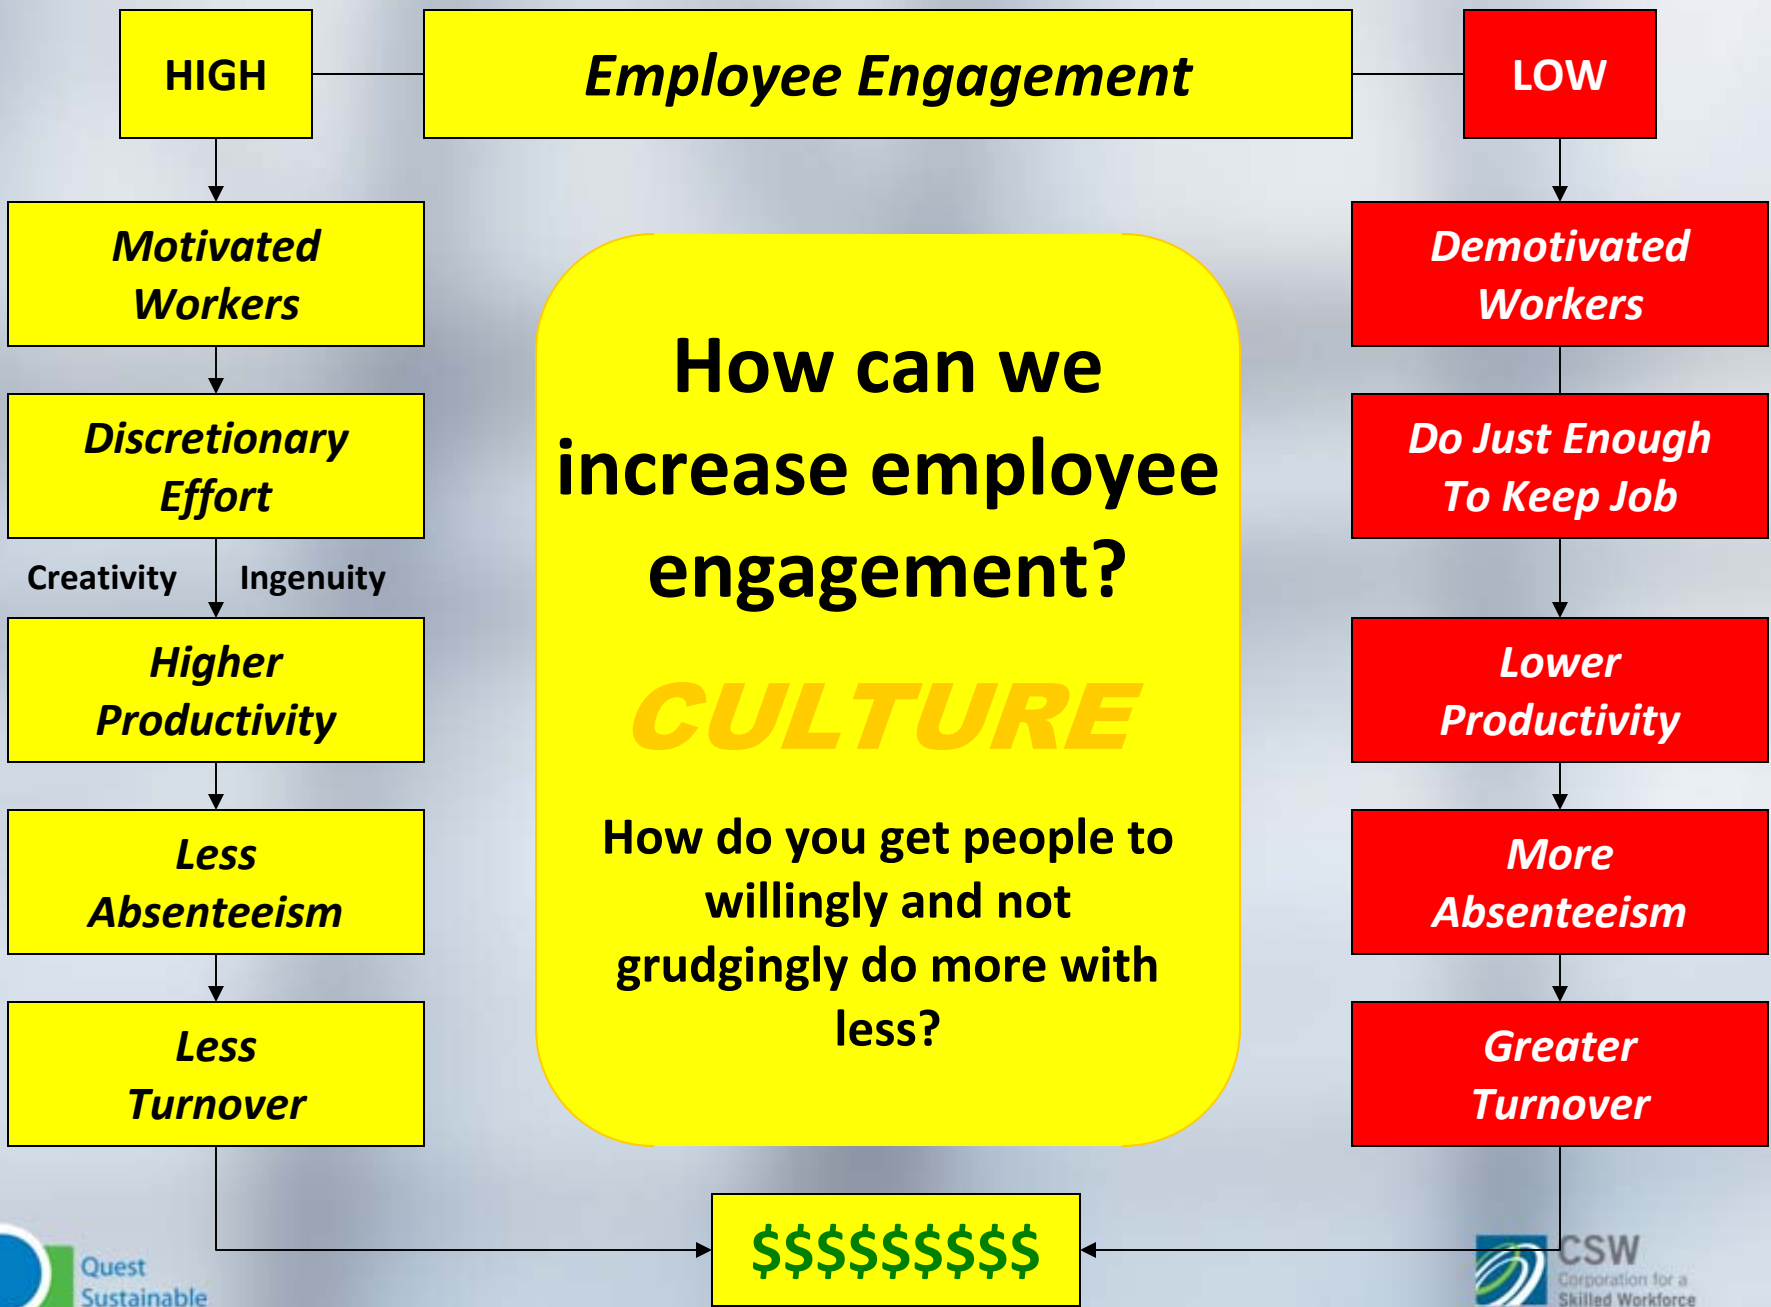 HIGH
Employee Engagement
LOW
Motivated
Workers
Discretionary
Effort
Creativity
Ingenuity
Higher
Productivity
Less
Absenteeism
Less
Turnover
How can we
increase employee
engagement?
CULTURE
How do you get people to
willingly and not
grudgingly do more with
less?
Demotivated
Workers
Do Just Enough
To Keep Job
Lower
Productivity
More
Absenteeism
Greater
Turnover
$$$$$$$$$
Quest
Sustainable
CSW
Corporation for a
Skilled Workforce